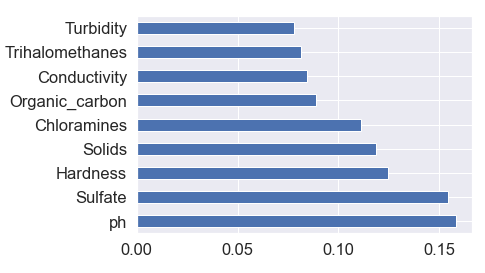 Turbidity
Trihalomethanes
Conductivity
Organic_carbon
Chloramines
Solids
Hardness
Sulfate
ph
0.00 0.05 0.10 0.15